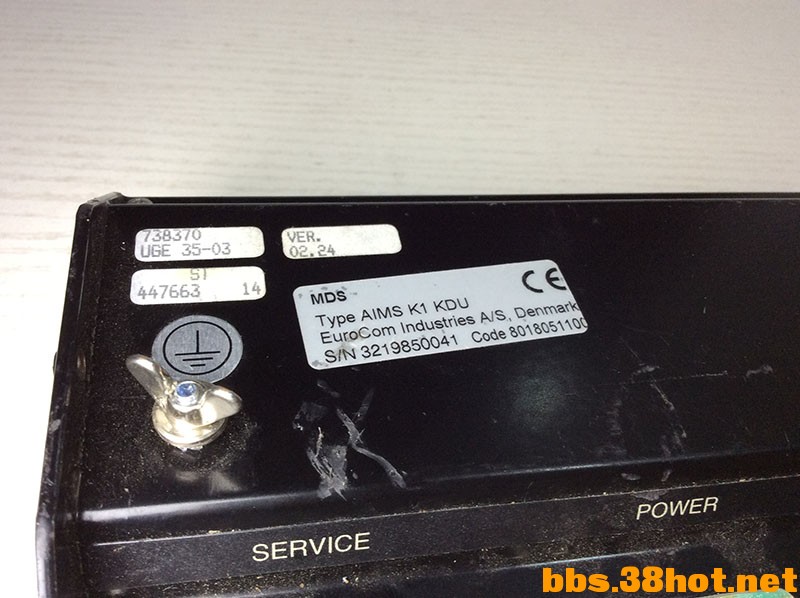 738370
UGE 35-03
VER.
02.24
ST
447663 14
MDS
CE
Type AIMS K1 KDU
EuroCom Industries A/S, Denmark
S/N 3219850041 Code 8018051100
SERVICE
POWER
bbs.38hot.net